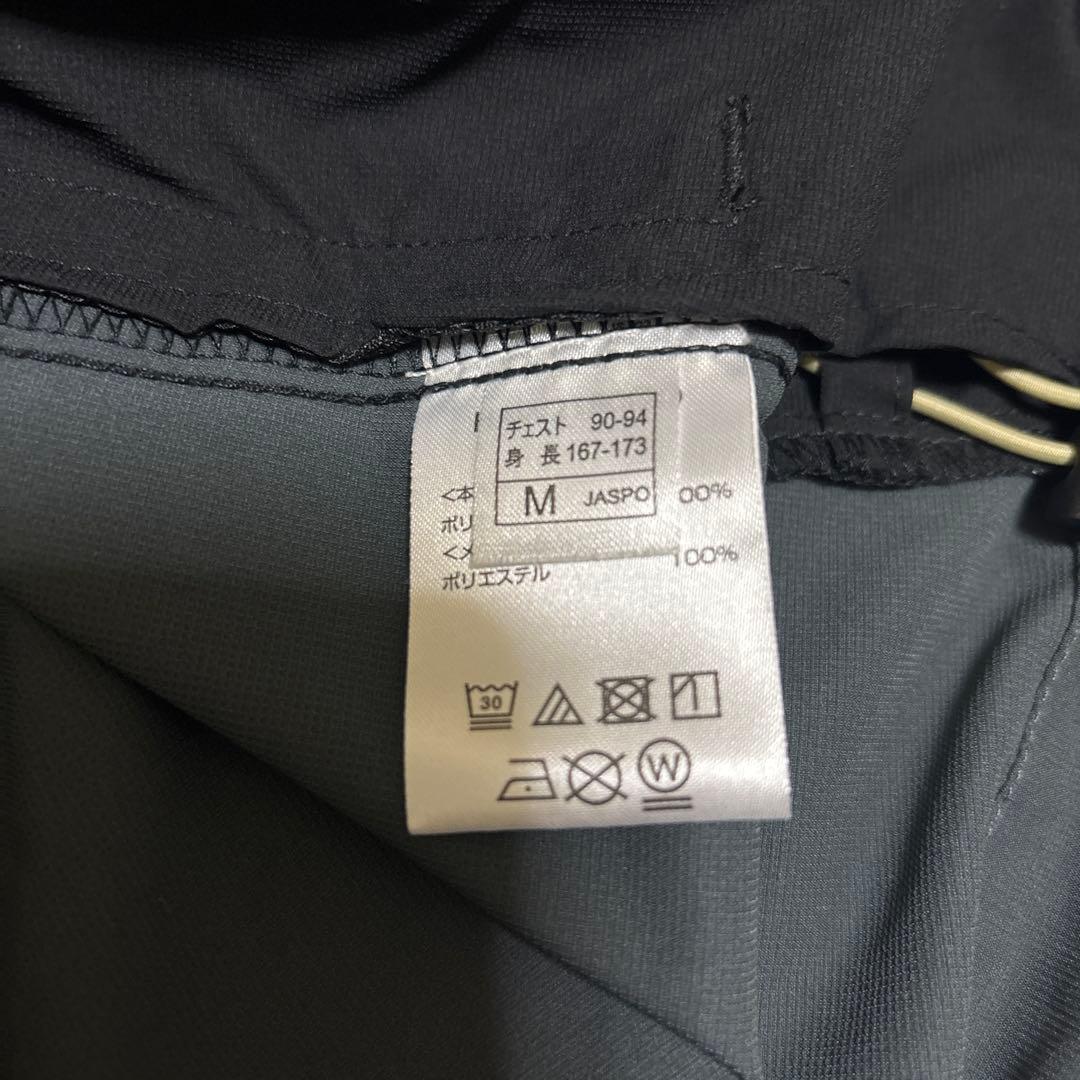 チェスト 90-94
身長 167-173
M JASPO
<本
ポリ 00%
<メ
ポリエステル 100%
30
W